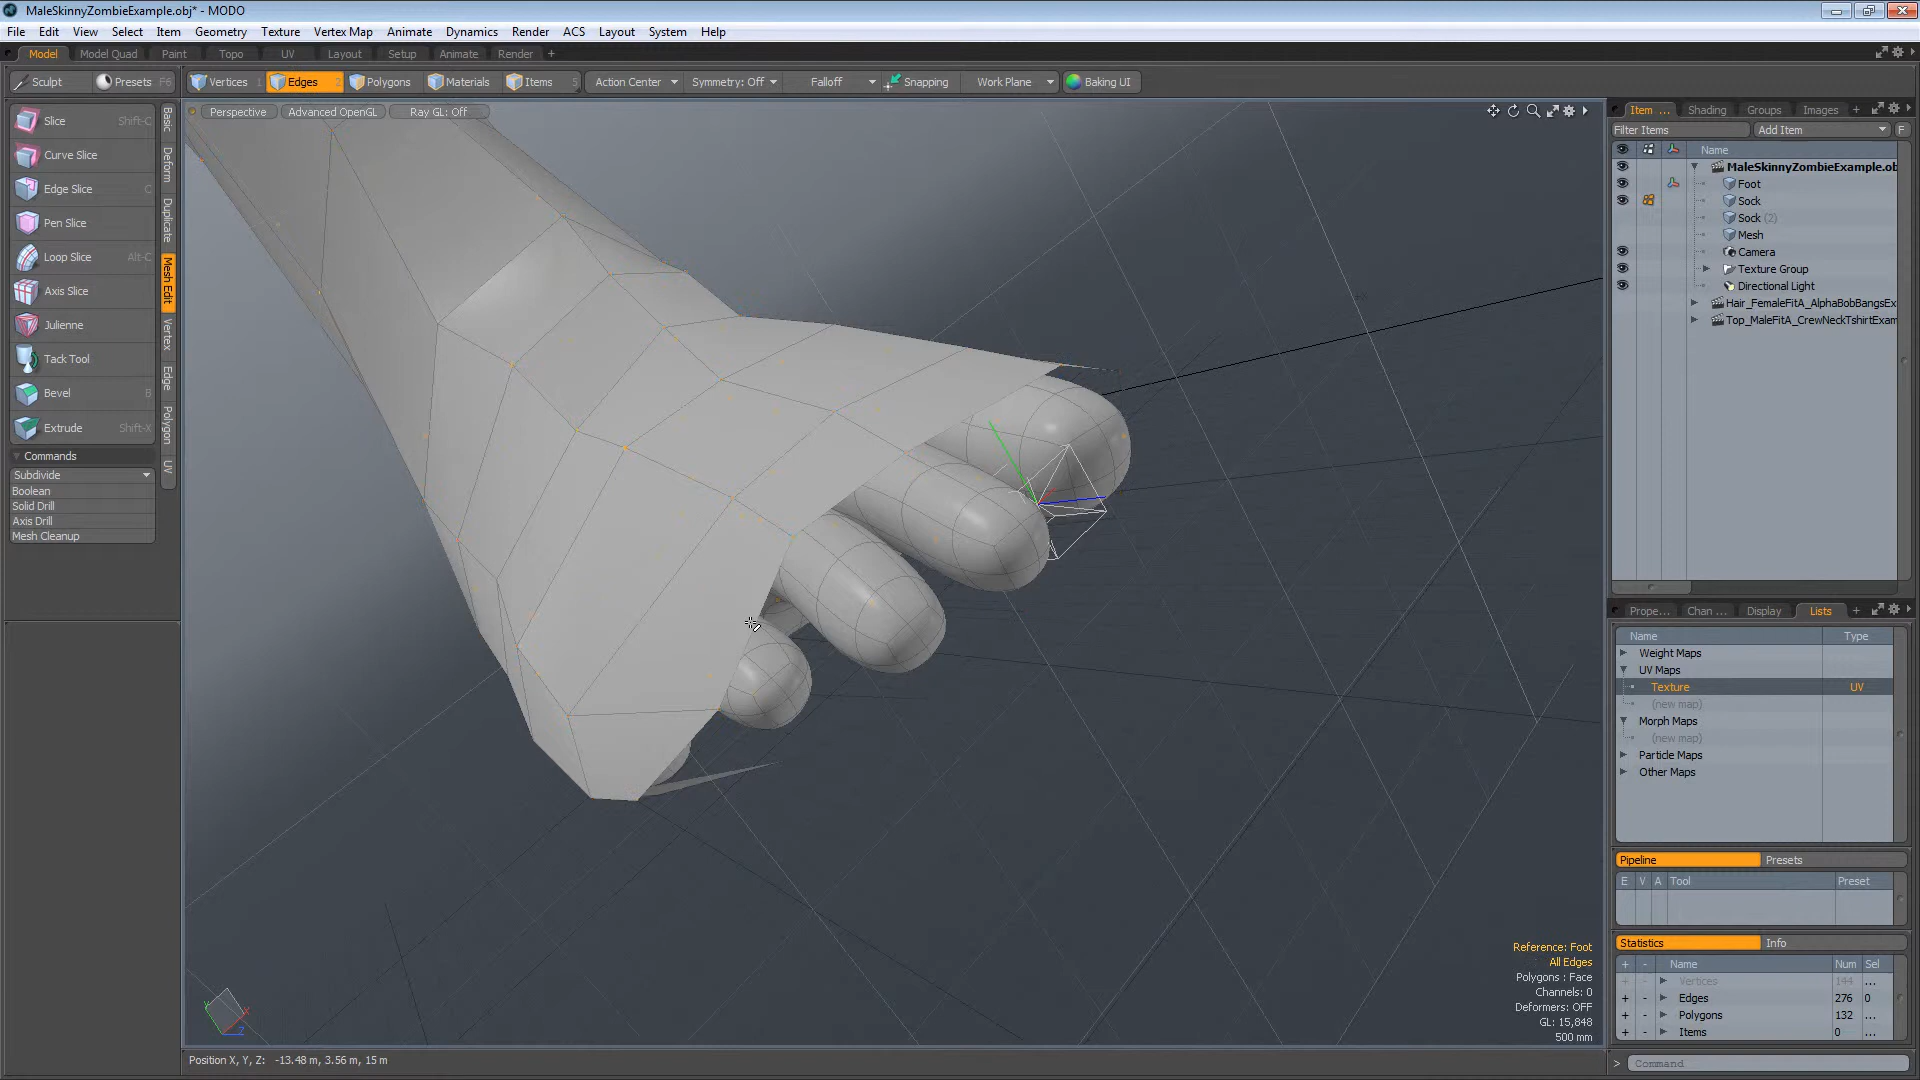 MaleSkinnyZombieExample.obj* - MODO
File Edit View Select Item Geometry Texture Vertex Map Animate Dynamics Render ACS Layout System Help
Model Model Quad Paint Topo UV Layout Setup Animate Render +
Sculpt Presets F6 Vertices 1 Edges 2 Polygons Materials Items 5 Action Center Symmetry: Off Falloff Snapping Work Plane Baking UI
Perspective Advanced OpenGL Ray GL: Off
Slice Shift-C
Curve Slice
Edge Slice C
Pen Slice
Loop Slice Alt-C
Axis Slice
Julienne
Tack Tool
Bevel
Extrude Shift-X
Commands
Subdivide
Boolean
Solid Drill
Axis Drill
Mesh Cleanup
Basic
Deform
Duplicate
Mesh Edit
Vertex
Edge
Polygon
UV
Item ... Shading Groups Images +
Filter Items Add Item F
Name
MaleSkinnyZombieExample.ob
Foot
Sock
Sock (2)
Mesh
Camera
Texture Group
Directional Light
Hair_FemaleFitA_AlphaBobBangsEx
Top_MaleFitA_CrewNeckTshirtExam
Prope... Chan ... Display Lists +
Name Type
Weight Maps
UV Maps
Texture UV
(new map)
Morph Maps
(new map)
Particle Maps
Other Maps
Pipeline Presets
E V A Tool Preset
Statistics Info
+ - Name Num Sel
+ - Vertices 144 ...
+ - Edges 276 0
+ - Polygons 132 ...
+ - Items 0 ...
Reference: Foot
All Edges
Polygons : Face
Channels: 0
Deformers: OFF
GL: 15,848
500 mm
Y X Z
Position X, Y, Z: -13.48 m, 3.56 m, 15 m
> Command